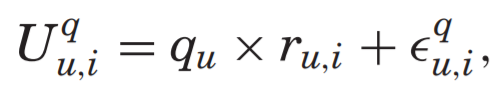 U^q_{u,i} = q_u × r_{u,i} + ϵ^q_{u,i},